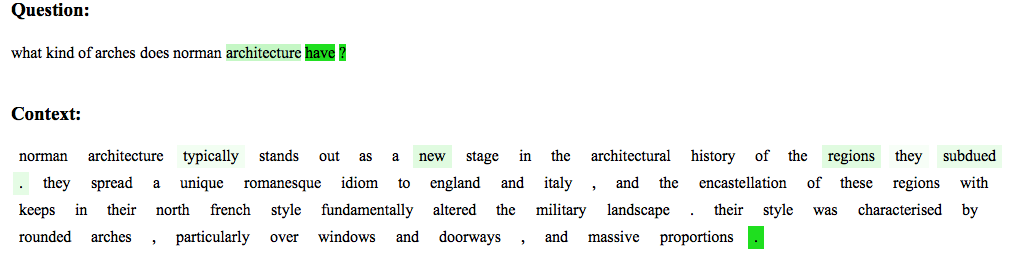 Question:
what kind of arches does norman architecture have ?
Context:
norman architecture typically stands out as a new stage in the architectural history of the regions they subdued
. they spread a unique romanesque idiom to england and italy , and the encastellation of these regions with
keeps in their north french style fundamentally altered the military landscape . their style was characterised by
rounded arches , particularly over windows and doorways , and massive proportions .